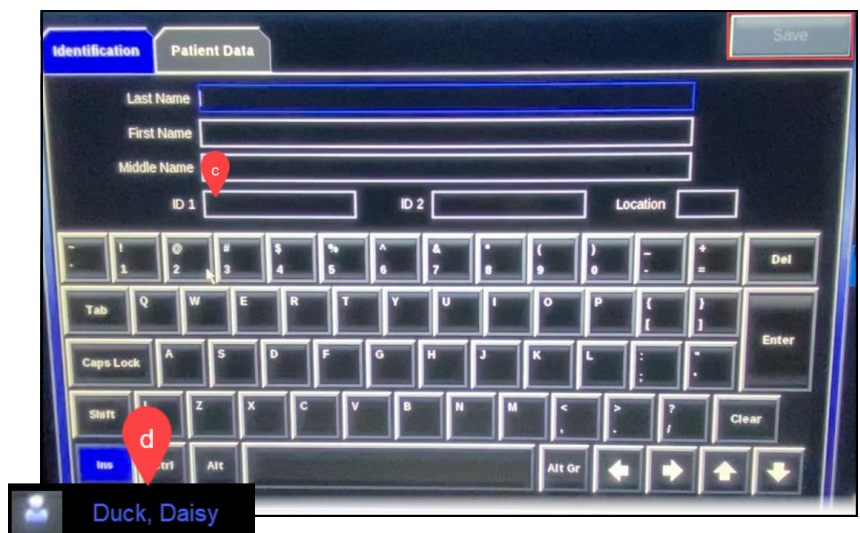 Identification Patient Data Save
Last Name
First Name
Middle Name c
ID 1 ID 2 Location
~ ! @ # $ % ^ & * ( ) _ + Del
1 2 3 4 5 6 7 8 9 0 - =
Tab Q W E R T Y U I O P { }
[ ] Enter
Caps Lock A S D F G H J K L :
;
Shift Z X C V B N M < > ? Clear
, . /
d
Ins trl Alt Alt Gr
Duck, Daisy